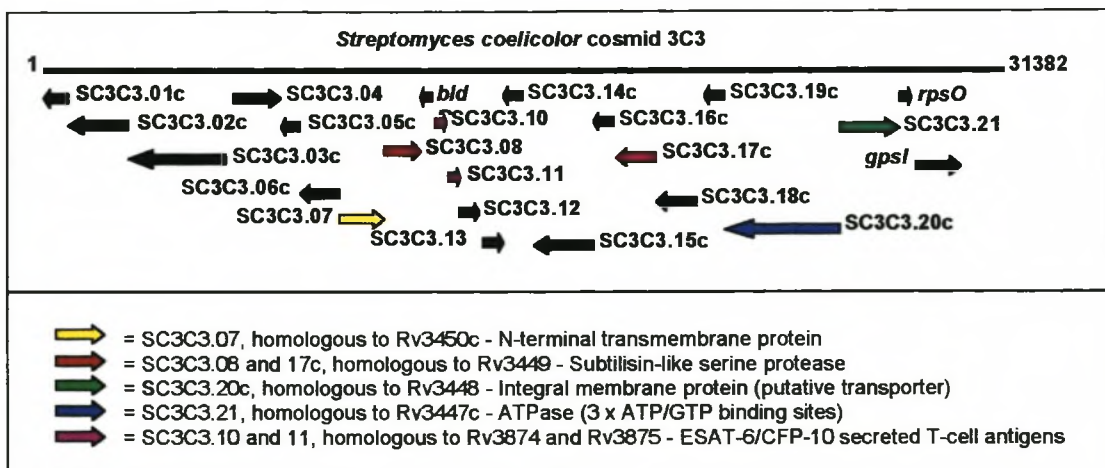 Streptomyces coelicolor cosmid 3C3
1 31382
SC3C3.01c SC3C3.04 bld SC3C3.14c SC3C3.19c rpsO
SC3C3.02c SC3C3.05c SC3C3.10 SC3C3.16c SC3C3.21
SC3C3.03c SC3C3.08 SC3C3.17c gpsI
SC3C3.06c SC3C3.11 SC3C3.18c
SC3C3.07 SC3C3.12 SC3C3.20c
SC3C3.13 SC3C3.15c
= SC3C3.07, homologous to Rv3450c - N-terminal transmembrane protein
= SC3C3.08 and 17c, homologous to Rv3449 - Subtilisin-like serine protease
= SC3C3.20c, homologous to Rv3448 - Integral membrane protein (putative transporter)
= SC3C3.21, homologous to Rv3447c - ATPase (3 x ATP/GTP binding sites)
= SC3C3.10 and 11, homologous to Rv3874 and Rv3875 - ESAT-6/CFP-10 secreted T-cell antigens